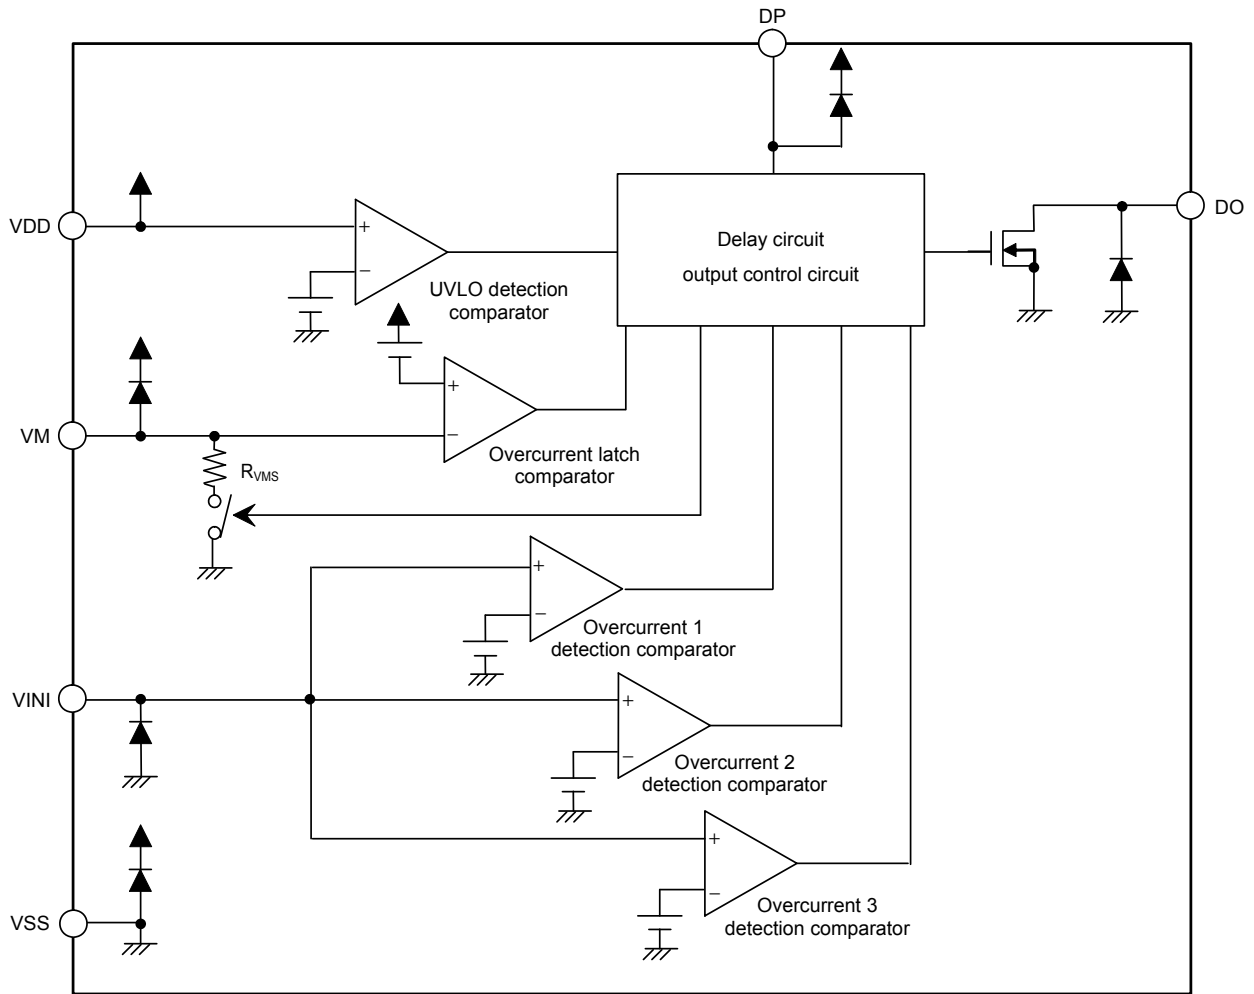 DP
VDD
+
−
UVLO detection
comparator
Delay circuit
output control circuit
DO
VM
+
−
Overcurrent latch
comparator
RVMS
+
−
Overcurrent 1
detection comparator
VINI
+
−
Overcurrent 2
detection comparator
+
−
Overcurrent 3
detection comparator
VSS